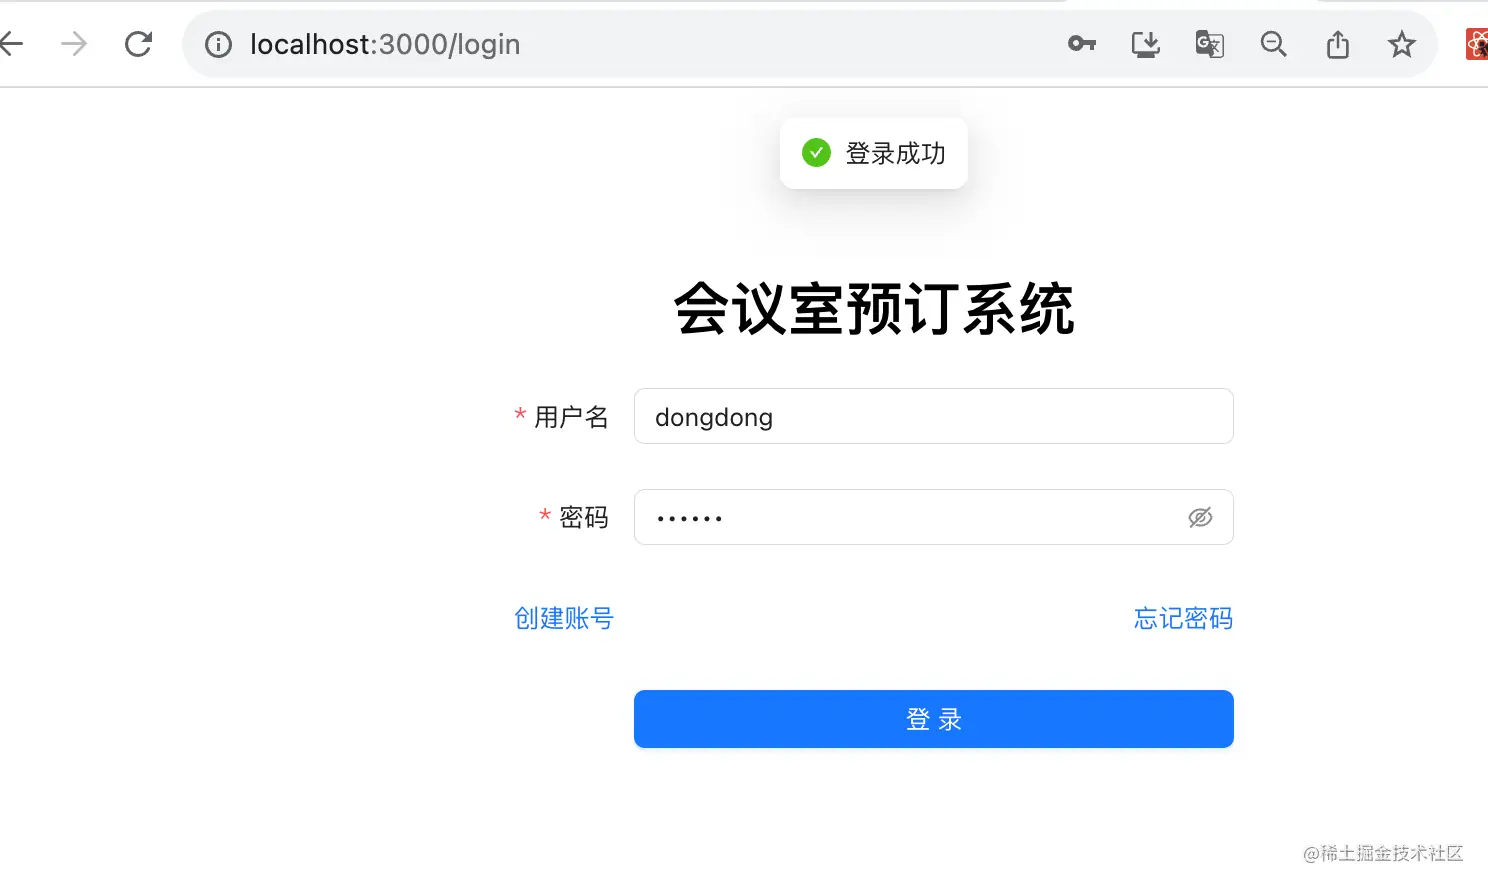 localhost:3000/login
登录成功
会议室预订系统
* 用户名 dongdong
* 密码 ••••••
创建账号 忘记密码
登 录
@稀土掘金技术社区